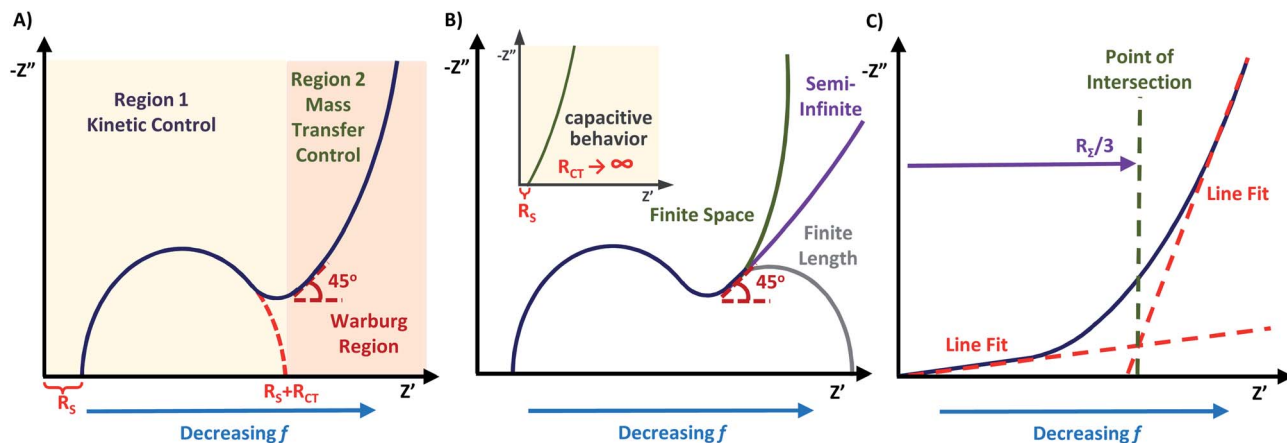 A)
-Z"
Region 1
Kinetic Control
Region 2
Mass
Transfer
Control
45°
Warburg
Region
R_S
R_S+R_CT
Z'
Decreasing f
B)
-Z"
-Z"
capacitive
behavior
R_CT → ∞
Z'
R_S
Semi-
Infinite
Finite Space
Finite
Length
45°
Z'
Decreasing f
C)
-Z"
Point of
Intersection
R_Σ/3
Line Fit
Line Fit
Z'
Decreasing f